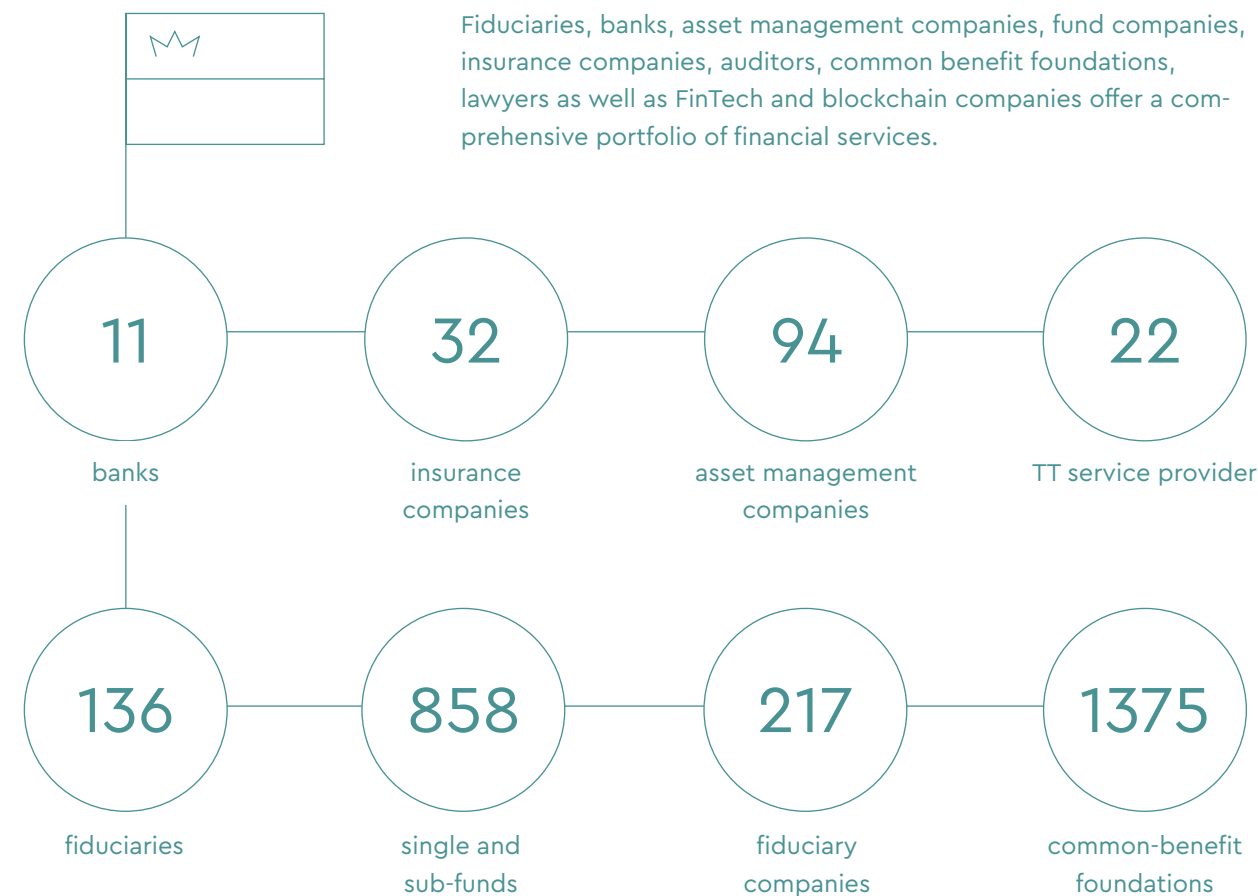 Fiduciaries, banks, asset management companies, fund companies,
insurance companies, auditors, common benefit foundations,
lawyers as well as FinTech and blockchain companies offer a com-
prehensive portfolio of financial services.
11
32
94
22
banks
insurance
companies
asset management
companies
TT service provider
136
858
217
1375
fiduciaries
single and
sub-funds
fiduciary
companies
common-benefit
foundations